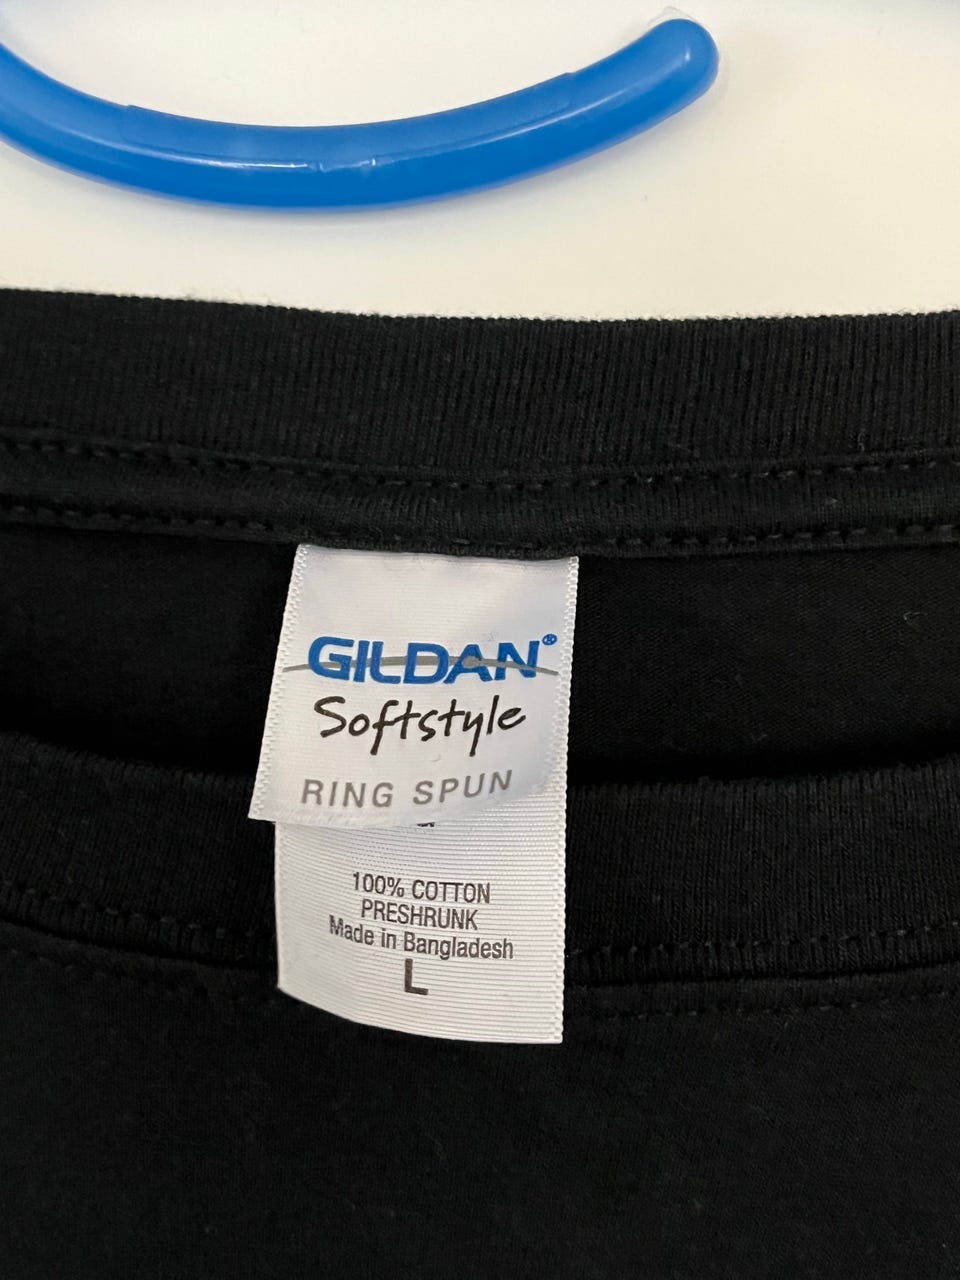 GILDAN®
Softstyle
RING SPUN
100% COTTON
PRESHRUNK
Made in Bangladesh
L